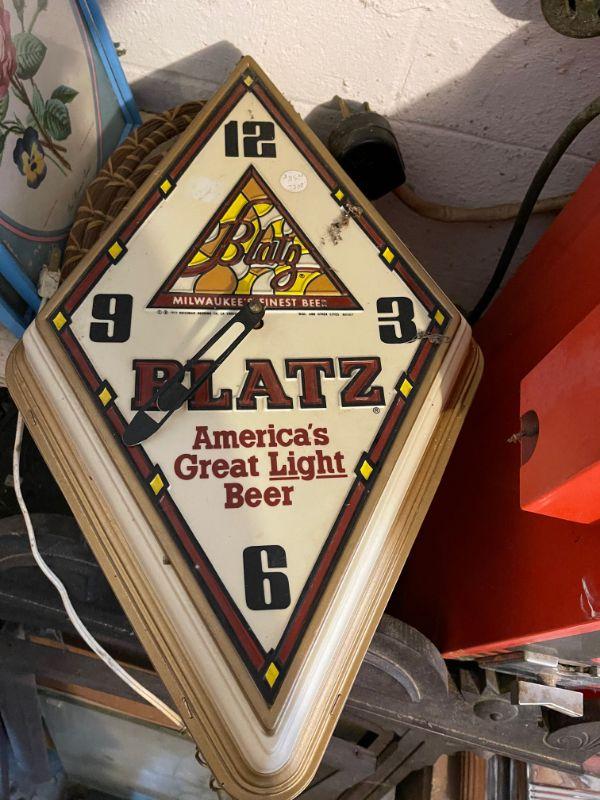 12
Blatz
MILWAUKEE'S FINEST BEER
9
3
BLATZ
America's
Great Light
Beer
6